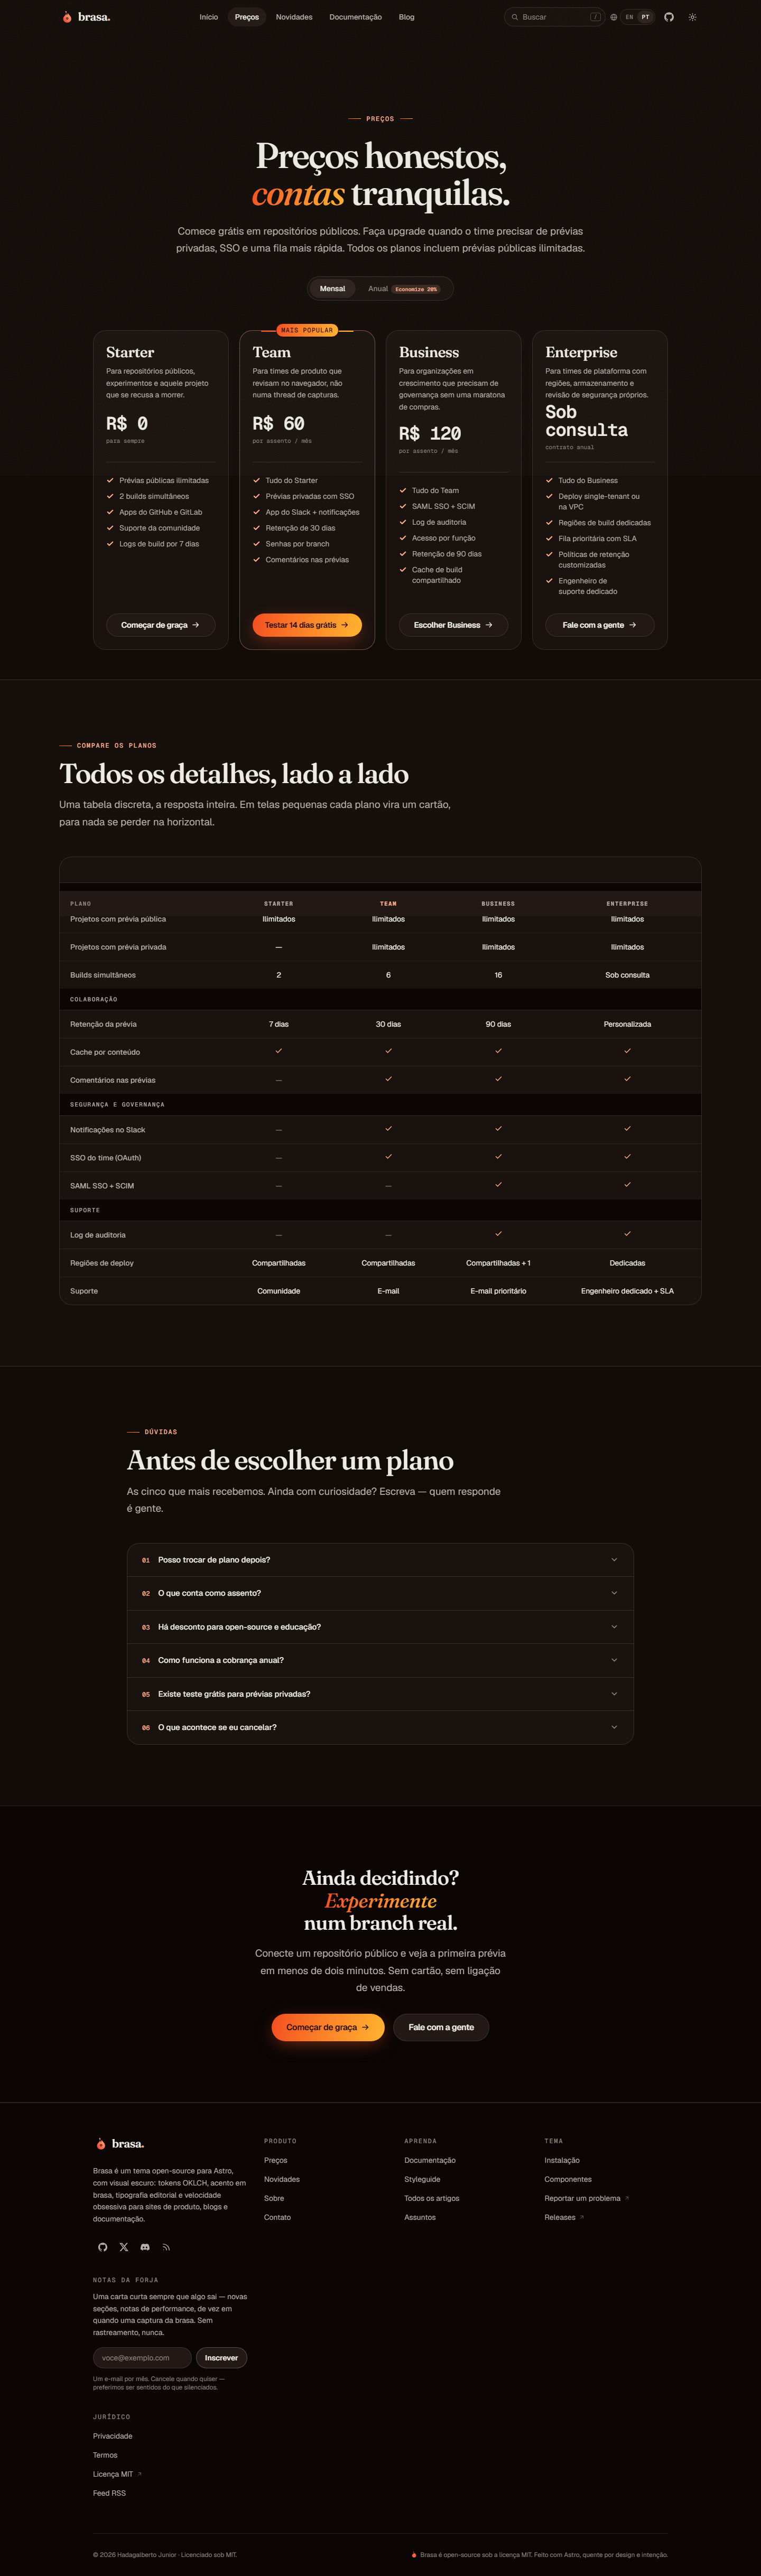 brasa.
Início
Preços
Novidades
Documentação
Blog
Buscar
/
EN
PT
PREÇOS
Preços honestos,
contas tranquilas.
Comece grátis em repositórios públicos. Faça upgrade quando o time precisar de prévias
privadas, SSO e uma fila mais rápida. Todos os planos incluem prévias públicas ilimitadas.
Mensal
Anual
Economize 20%
Starter
Para repositórios públicos,
experimentos e aquele projeto
que se recusa a morrer.
R$ 0
para sempre
Prévias públicas ilimitadas
2 builds simultâneos
Apps do GitHub e GitLab
Suporte da comunidade
Logs de build por 7 dias
Começar de graça
MAIS POPULAR
Team
Para times de produto que
revisam no navegador, não
numa thread de capturas.
R$ 60
por assento / mês
Tudo do Starter
Prévias privadas com SSO
App do Slack + notificações
Retenção de 30 dias
Senhas por branch
Comentários nas prévias
Testar 14 dias grátis
Business
Para organizações em
crescimento que precisam de
governança sem uma maratona
de compras.
R$ 120
por assento / mês
Tudo do Team
SAML SSO + SCIM
Log de auditoria
Acesso por função
Retenção de 90 dias
Cache de build
compartilhado
Escolher Business
Enterprise
Para times de plataforma com
regiões, armazenamento e
revisão de segurança próprios.
Sob
consulta
contrato anual
Tudo do Business
Deploy single-tenant ou
na VPC
Regiões de build dedicadas
Fila prioritária com SLA
Políticas de retenção
customizadas
Engenheiro de
suporte dedicado
Fale com a gente
COMPARE OS PLANOS
Todos os detalhes, lado a lado
Uma tabela discreta, a resposta inteira. Em telas pequenas cada plano vira um cartão,
para nada se perder na horizontal.
PLANO STARTER TEAM BUSINESS ENTERPRISE
Projetos com prévia pública Ilimitados Ilimitados Ilimitados Ilimitados
Projetos com prévia privada — Ilimitados Ilimitados Ilimitados
Builds simultâneos 2 6 16 Sob consulta
COLABORAÇÃO
Retenção da prévia 7 dias 30 dias 90 dias Personalizada
Cache por conteúdo
Comentários nas prévias —
SEGURANÇA E GOVERNANÇA
Notificações no Slack —
SSO do time (OAuth) —
SAML SSO + SCIM — —
SUPORTE
Log de auditoria — —
Regiões de deploy Compartilhadas Compartilhadas Compartilhadas + 1 Dedicadas
Suporte Comunidade E-mail E-mail prioritário Engenheiro dedicado + SLA
DÚVIDAS
Antes de escolher um plano
As cinco que mais recebemos. Ainda com curiosidade? Escreva — quem responde
é gente.
01 Posso trocar de plano depois?
02 O que conta como assento?
03 Há desconto para open-source e educação?
04 Como funciona a cobrança anual?
05 Existe teste grátis para prévias privadas?
06 O que acontece se eu cancelar?
Ainda decidindo?
Experimente
num branch real.
Conecte um repositório público e veja a primeira prévia
em menos de dois minutos. Sem cartão, sem ligação
de vendas.
Começar de graça
Fale com a gente
brasa.
Brasa é um tema open-source para Astro,
com visual escuro: tokens OKLCH, acento em
brasa, tipografia editorial e velocidade
obsessiva para sites de produto, blogs e
documentação.
NOTAS DA FORJA
Uma carta curta sempre que algo sai — novas
seções, notas de performance, de vez em
quando uma captura da brasa. Sem
rastreamento, nunca.
voce@exemplo.com
Inscrever
Um e-mail por mês. Cancele quando quiser —
preferimos ser sentidos do que silenciados.
PRODUTO
Preços
Novidades
Sobre
Contato
APRENDA
Documentação
Styleguide
Todos os artigos
Assuntos
TEMA
Instalação
Componentes
Reportar um problema
Releases
JURÍDICO
Privacidade
Termos
Licença MIT
Feed RSS
© 2026 Hadagalberto Junior · Licenciado sob MIT.
Brasa é open-source sob a licença MIT. Feito com Astro, quente por design e intenção.